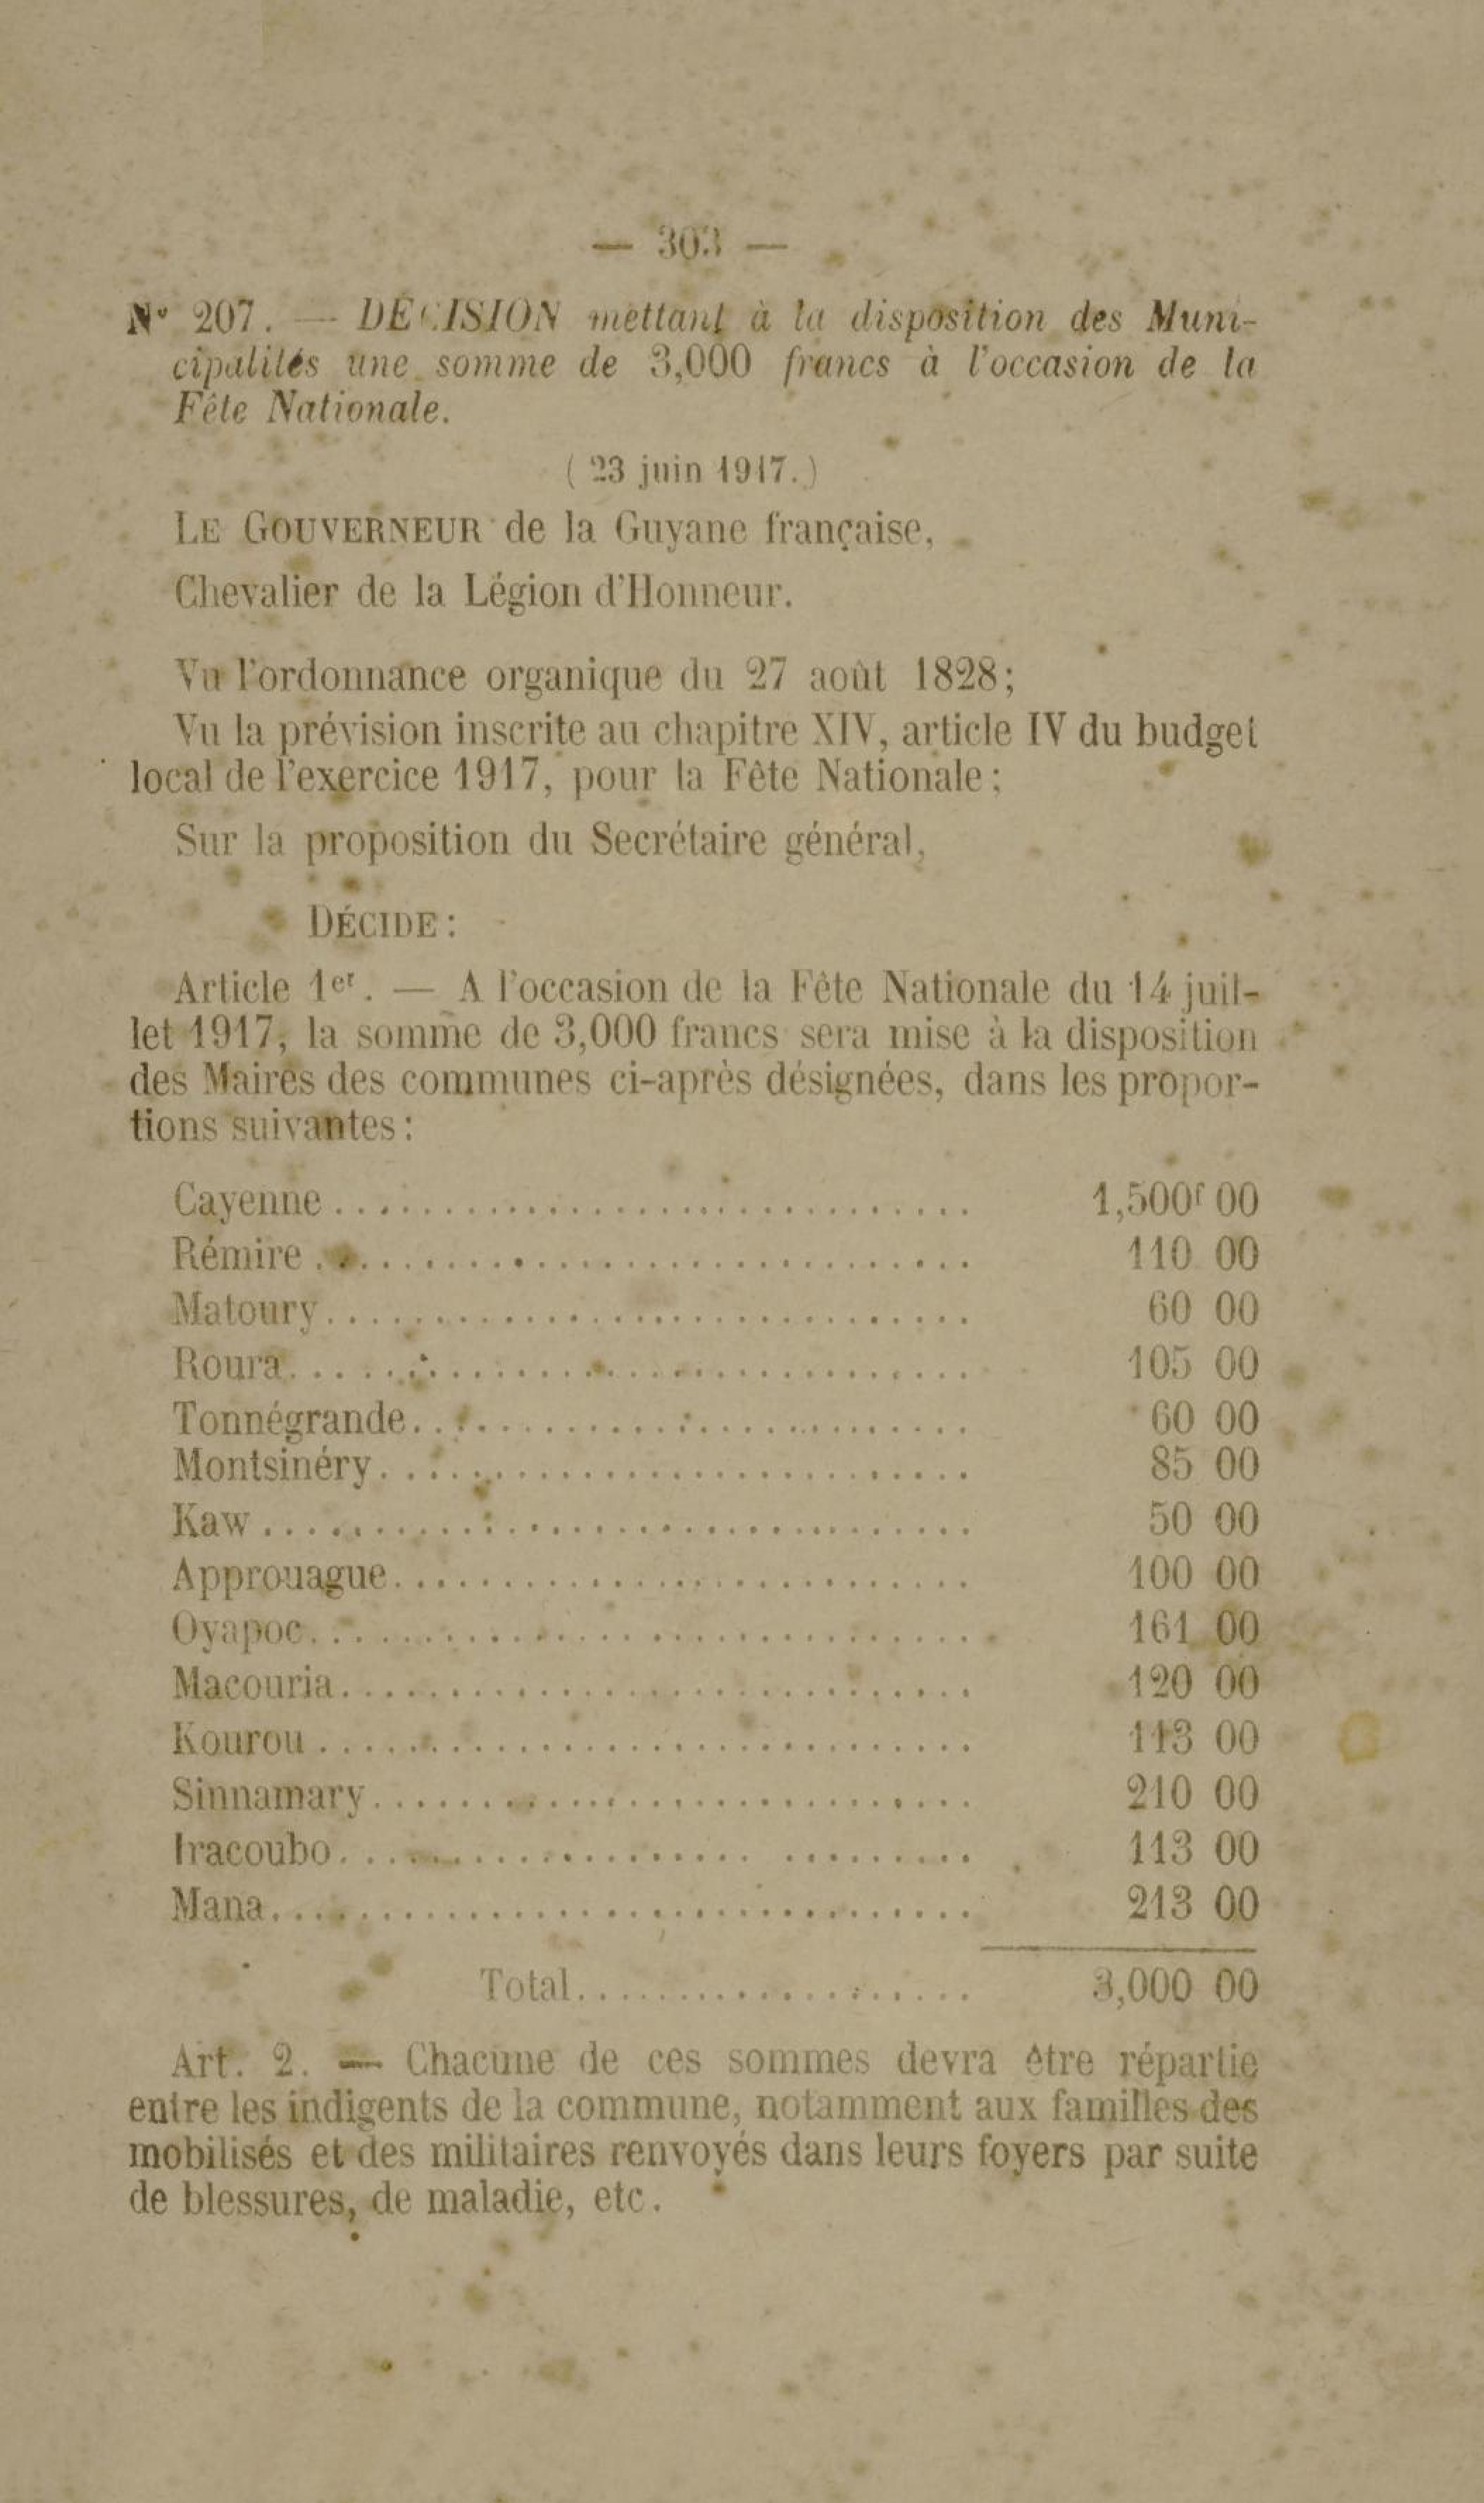 — 303 —
N° 207. — DÉCISION mettant à la disposition des Muni-
cipalités une somme de 3,000 francs à l'occasion de la
Fête Nationale.
( 23 juin 1917.)
LE GOUVERNEUR de la Guyane française,
Chevalier de la Légion d'Honneur.
Vu l'ordonnance organique du 27 août 1828;
Vu la prévision inscrite au chapitre XIV, article IV du budget
local de l'exercice 1917, pour la Fête Nationale;
Sur la proposition du Secrétaire général,
DÉCIDE:
Article 1er. — A l'occasion de la Fête Nationale du 14 juil-
let 1917, la somme de 3,000 francs sera mise à la disposition
des Maires des communes ci-après désignées, dans les propor-
tions suivantes:
Cayenne ............................ 1,500f 00
Rémire ............................ 110 00
Matoury............................ 60 00
Roura............................ 105 00
Tonnégrande............................ 60 00
Montsinéry............................ 85 00
Kaw ............................ 50 00
Approuague............................ 100 00
Oyapoc............................ 161 00
Macouria............................ 120 00
Kourou ............................ 113 00
Sinnamary............................ 210 00
Iracoubo............................ 113 00
Mana............................ 213 00
Total.................... 3,000 00
Art. 2. — Chacune de ces sommes devra être répartie
entre les indigents de la commune, notamment aux familles des
mobilisés et des militaires renvoyés dans leurs foyers par suite
de blessures, de maladie, etc.